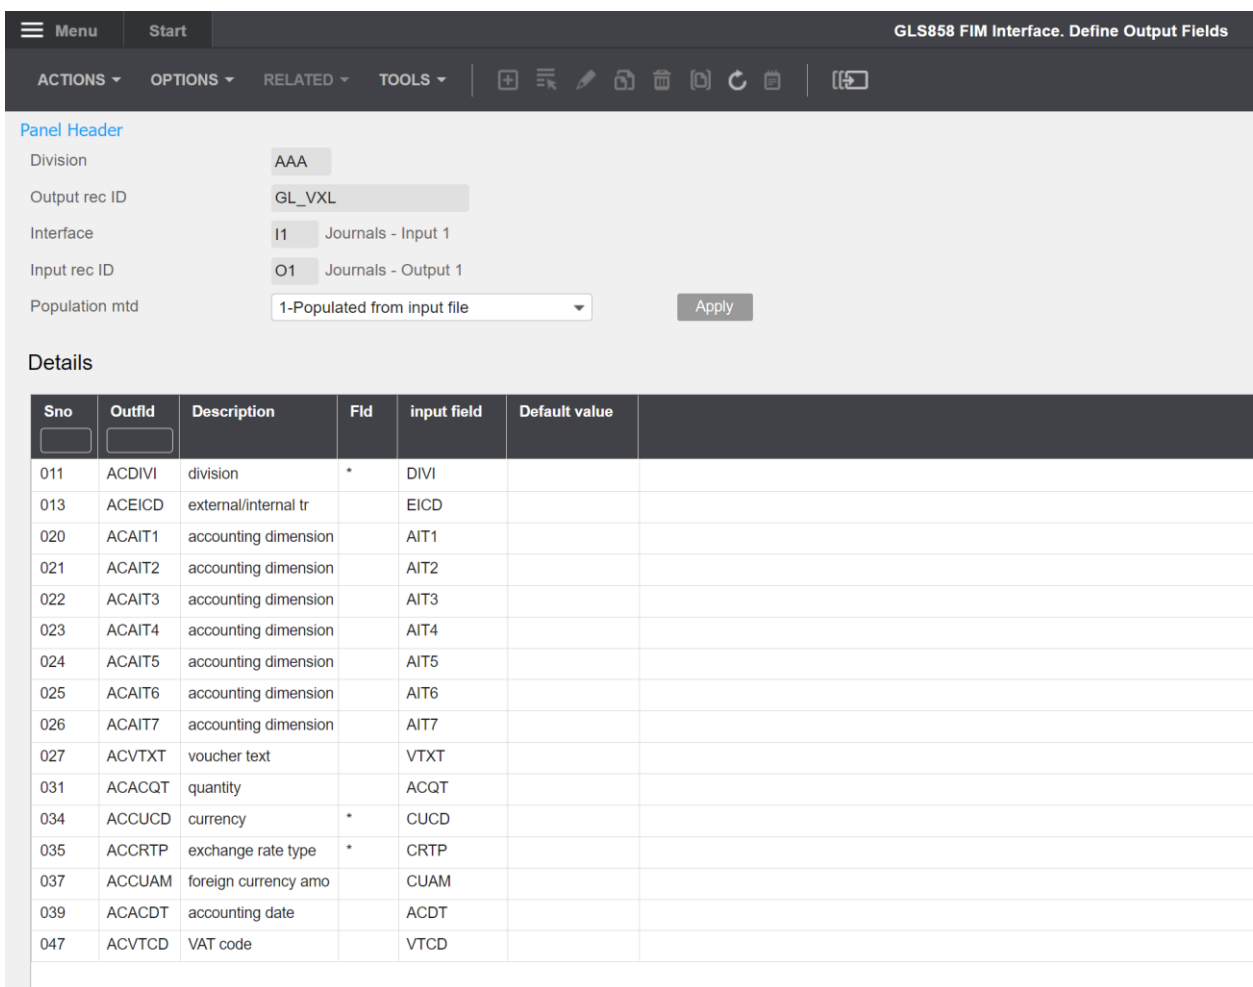 Menu Start GLS858 FIM Interface. Define Output Fields
ACTIONS OPTIONS RELATED TOOLS
Panel Header
Division AAA
Output rec ID GL_VXL
Interface I1 Journals - Input 1
Input rec ID O1 Journals - Output 1
Population mtd 1-Populated from input file Apply
Details
Sno Outfld Description Fld input field Default value
011 ACDIVI division * DIVI
013 ACEICD external/internal tr EICD
020 ACAIT1 accounting dimension AIT1
021 ACAIT2 accounting dimension AIT2
022 ACAIT3 accounting dimension AIT3
023 ACAIT4 accounting dimension AIT4
024 ACAIT5 accounting dimension AIT5
025 ACAIT6 accounting dimension AIT6
026 ACAIT7 accounting dimension AIT7
027 ACVTXT voucher text VTXT
031 ACACQT quantity ACQT
034 ACCUCD currency * CUCD
035 ACCRTP exchange rate type * CRTP
037 ACCUAM foreign currency amo CUAM
039 ACACDT accounting date ACDT
047 ACVTCD VAT code VTCD